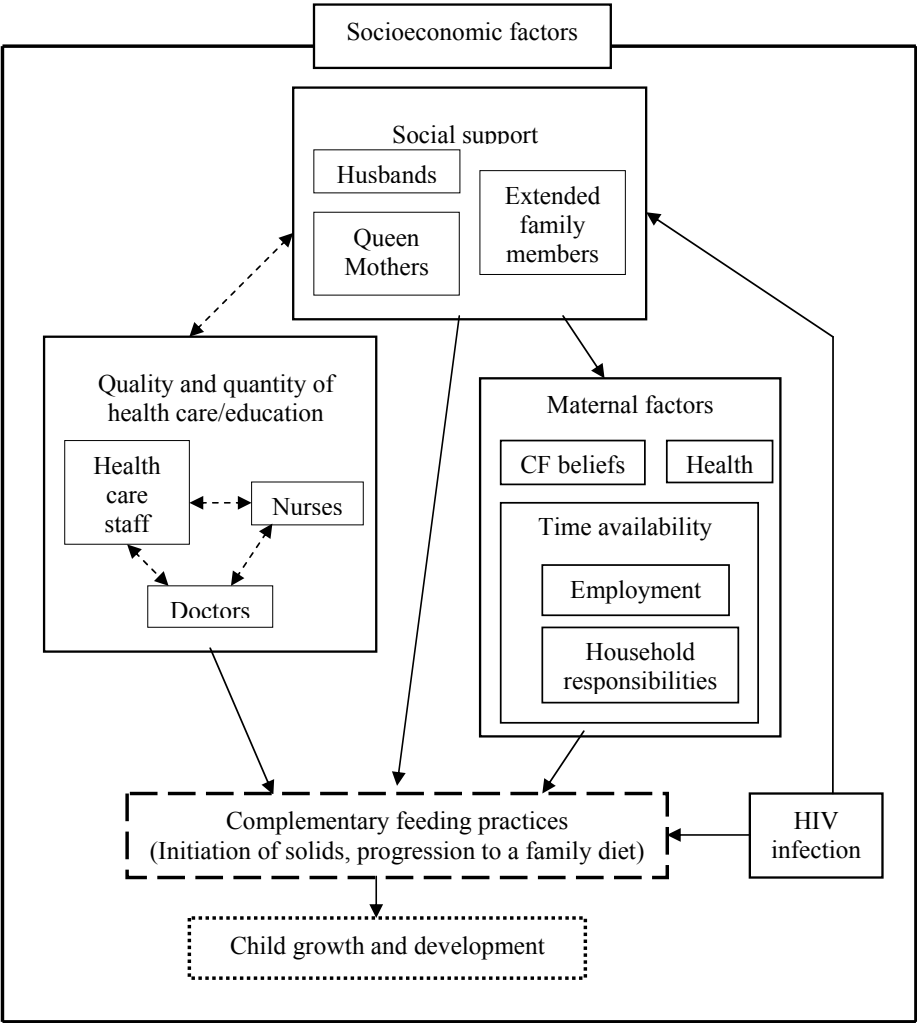 Socioeconomic factors
Social support
Husbands
Extended
family
members
Queen
Mothers
Quality and quantity of
health care/education
Health
care
staff
Nurses
Doctors
Maternal factors
CF beliefs
Health
Time availability
Employment
Household
responsibilities
Complementary feeding practices
(Initiation of solids, progression to a family diet)
HIV
infection
Child growth and development